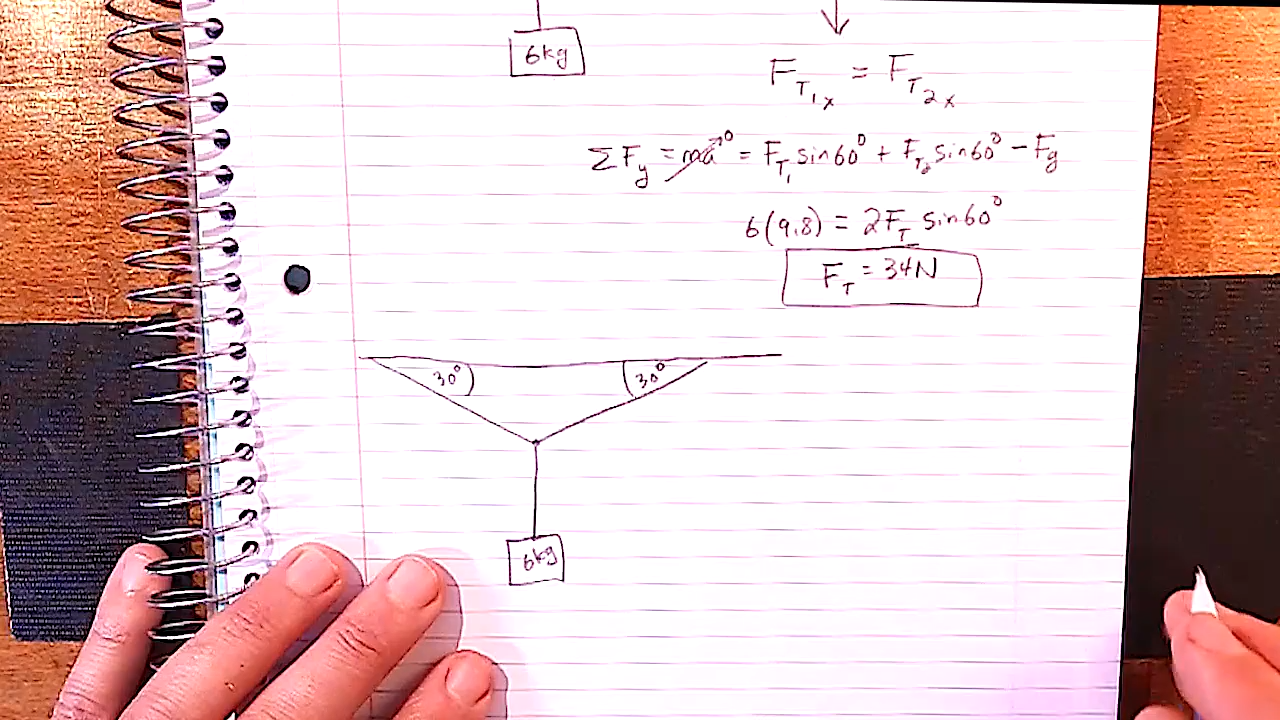 6kg
F_T₁x = F_T₂x
ΣF_y = ma⃗⁰ = F_T₁ sin60° + F_T₂ sin60° - F_g
6(9.8) = 2F_T sin60°
F_T = 34N
30° 30°
6kg